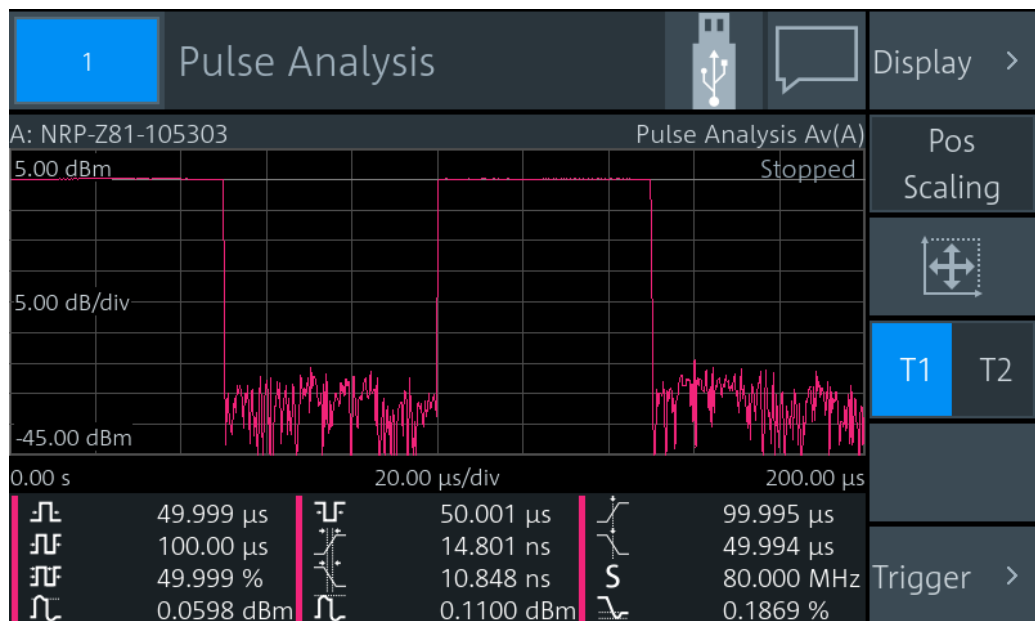 1
Pulse Analysis
Display >
A: NRP-Z81-105303
Pulse Analysis Av(A)
Pos
Scaling
5.00 dBm
Stopped
5.00 dB/div
T1
T2
-45.00 dBm
0.00 s
20.00 µs/div
200.00 µs
49.999 µs
50.001 µs
99.995 µs
100.00 µs
14.801 ns
49.994 µs
49.999 %
10.848 ns
S
80.000 MHz
0.0598 dBm
0.1100 dBm
0.1869 %
Trigger >